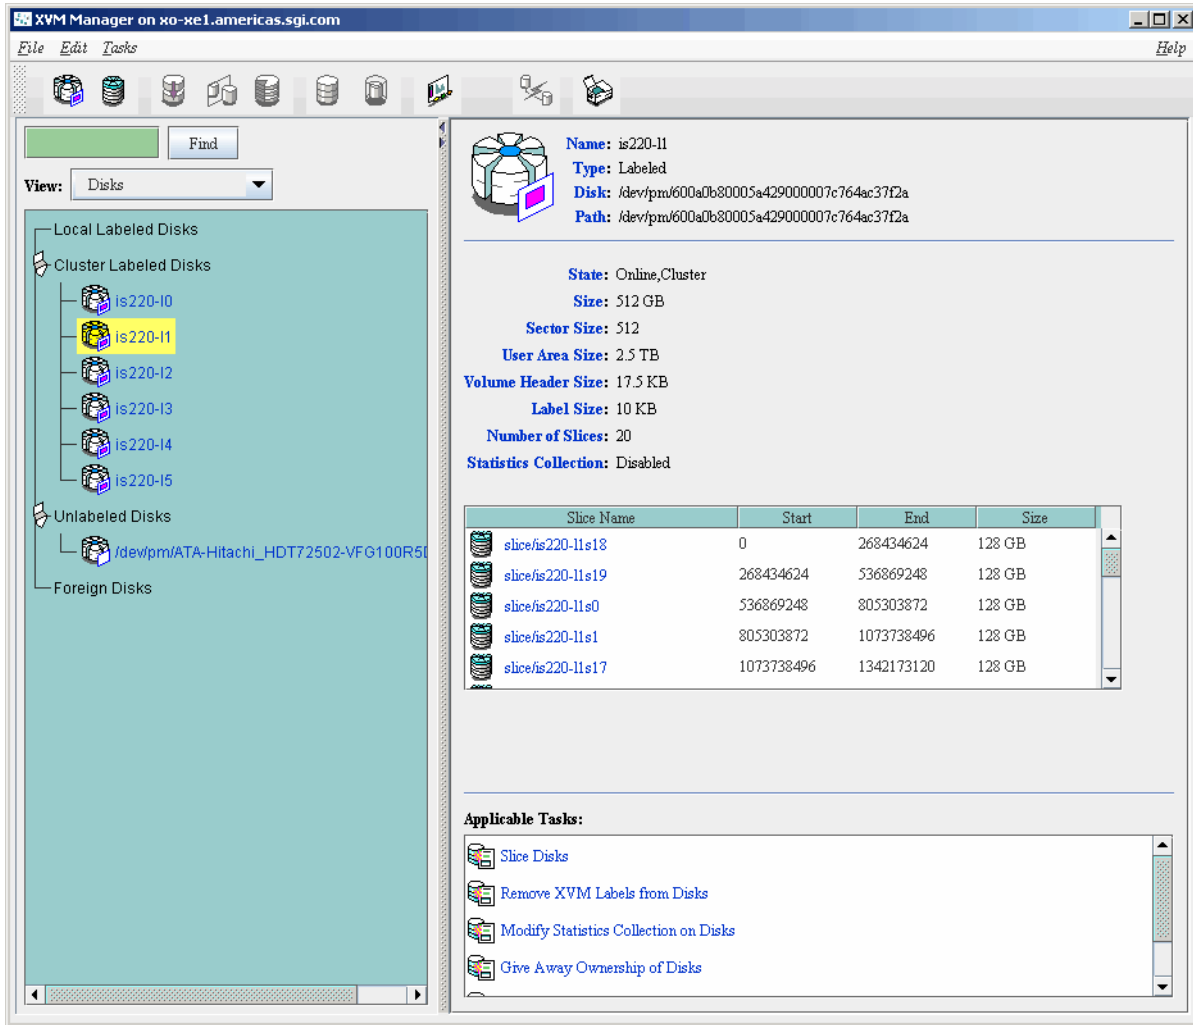 XVM Manager on xo-xe1.americas.sgi.com
File Edit Tasks Help
Find
View: Disks
Local Labeled Disks
Cluster Labeled Disks
is220-l0
is220-l1
is220-l2
is220-l3
is220-l4
is220-l5
Unlabeled Disks
/dev/pm/ATA-Hitachi_HDT72502-VFG100R5
Foreign Disks
Name: is220-l1
Type: Labeled
Disk: /dev/pm/600a0b80005a429000007c764ac37f2a
Path: /dev/pm/600a0b80005a429000007c764ac37f2a
State: Online,Cluster
Size: 512 GB
Sector Size: 512
User Area Size: 2.5 TB
Volume Header Size: 17.5 KB
Label Size: 10 KB
Number of Slices: 20
Statistics Collection: Disabled
Slice Name Start End Size
slice/is220-l1s18 0 268434624 128 GB
slice/is220-l1s19 268434624 536869248 128 GB
slice/is220-l1s0 536869248 805303872 128 GB
slice/is220-l1s1 805303872 1073738496 128 GB
slice/is220-l1s17 1073738496 1342173120 128 GB
Applicable Tasks:
Slice Disks
Remove XVM Labels from Disks
Modify Statistics Collection on Disks
Give Away Ownership of Disks